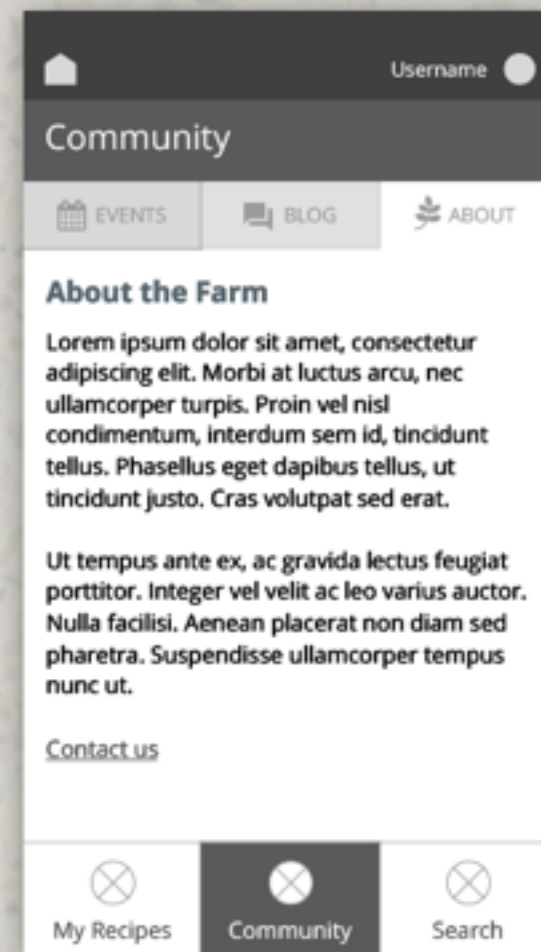 Username
Community
EVENTS
BLOG
ABOUT
About the Farm
Lorem ipsum dolor sit amet, consectetur
adipiscing elit. Morbi at luctus arcu, nec
ullamcorper turpis. Proin vel nisl
condimentum, interdum sem id, tincidunt
tellus. Phasellus eget dapibus tellus, ut
tincidunt justo. Cras volutpat sed erat.
Ut tempus ante ex, ac gravida lectus feugiat
porttitor. Integer vel velit ac leo varius auctor.
Nulla facilisi. Aenean placerat non diam sed
pharetra. Suspendisse ullamcorper tempus
nunc ut.
Contact us
My Recipes
Community
Search